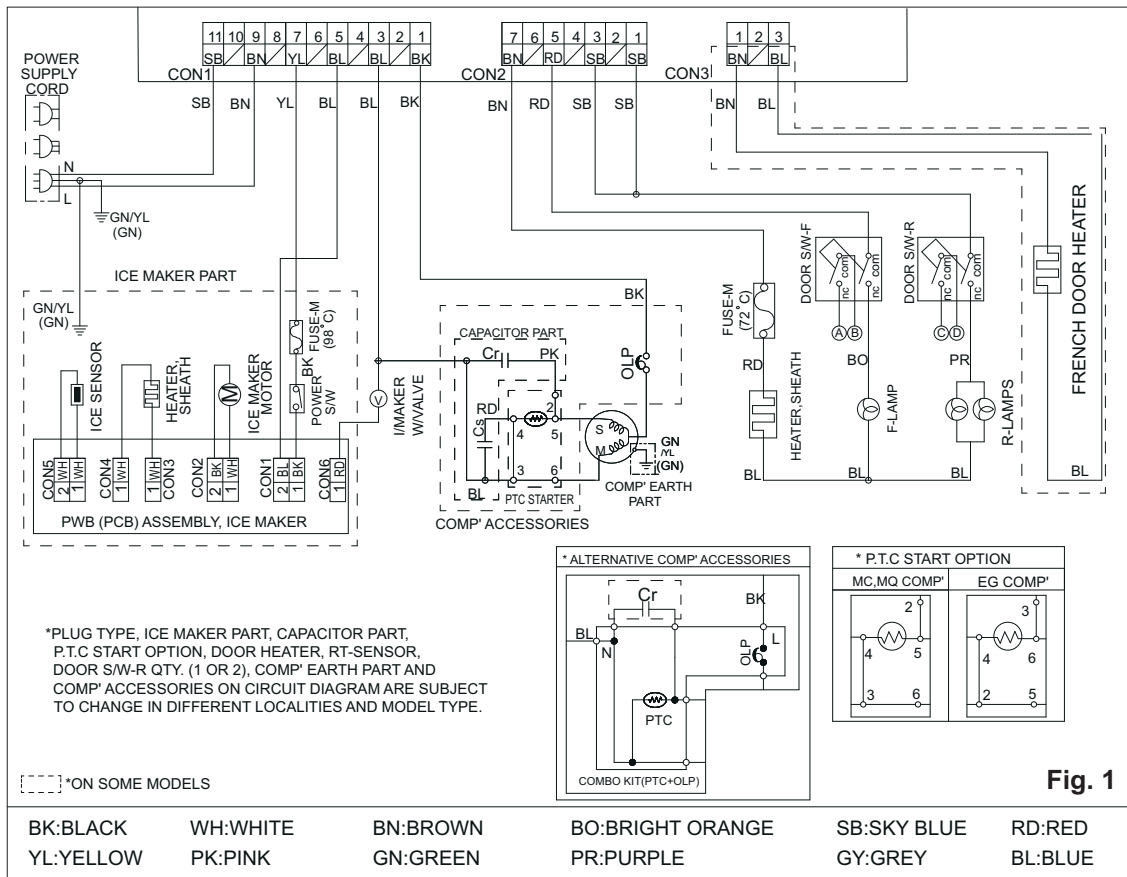 11 10 9 8 7 6 5 4 3 2 1
SB BN YL BL BL BK
CON1
7 6 5 4 3 2 1
BN RD SB SB
CON2
1 2 3
BN BL
CON3
POWER
SUPPLY
CORD
SB BN YL BL BL BK
BN RD SB SB
BN BL
N
L
GN/YL
(GN)
ICE MAKER PART
GN/YL
(GN)
ICE SENSOR
HEATER,
SHEATH
M
ICE MAKER
MOTOR
FUSE-M
(98˚C)
BK
POWER
S/W
V
I/MAKER
W/VALVE
CON5
2 WH
1 WH
CON4
1 WH
1 WH
CON3
CON2
2 BK
1 WH
CON1
2 BL
1 BK
CON6
1 RD
PWB (PCB) ASSEMBLY, ICE MAKER
CAPACITOR PART
Cr
PK
RD
Cs
2
4 5
3 6
BL
PTC STARTER
COMP' ACCESSORIES
BK
OLP
S
M
GN
/YL
(GN)
COMP' EARTH
PART
FUSE-M
(72˚C)
RD
HEATER, SHEATH
BL
DOOR S/W-F
com
nc
A B
BO
F-LAMP
BL
DOOR S/W-R
com
nc
C D
PR
R-LAMPS
BL
FRENCH DOOR HEATER
BL
* ALTERNATIVE COMP' ACCESSORIES
Cr
BK
BL
N
L
OLP
PTC
COMBO KIT(PTC+OLP)
* P.T.C START OPTION
MC,MQ COMP' EG COMP'
2
4 5
3 6
3
4 6
2 5
*PLUG TYPE, ICE MAKER PART, CAPACITOR PART,
P.T.C START OPTION, DOOR HEATER, RT-SENSOR,
DOOR S/W-R QTY. (1 OR 2), COMP' EARTH PART AND
COMP' ACCESSORIES ON CIRCUIT DIAGRAM ARE SUBJECT
TO CHANGE IN DIFFERENT LOCALITIES AND MODEL TYPE.
*ON SOME MODELS
Fig. 1
BK:BLACK WH:WHITE BN:BROWN BO:BRIGHT ORANGE SB:SKY BLUE RD:RED
YL:YELLOW PK:PINK GN:GREEN PR:PURPLE GY:GREY BL:BLUE